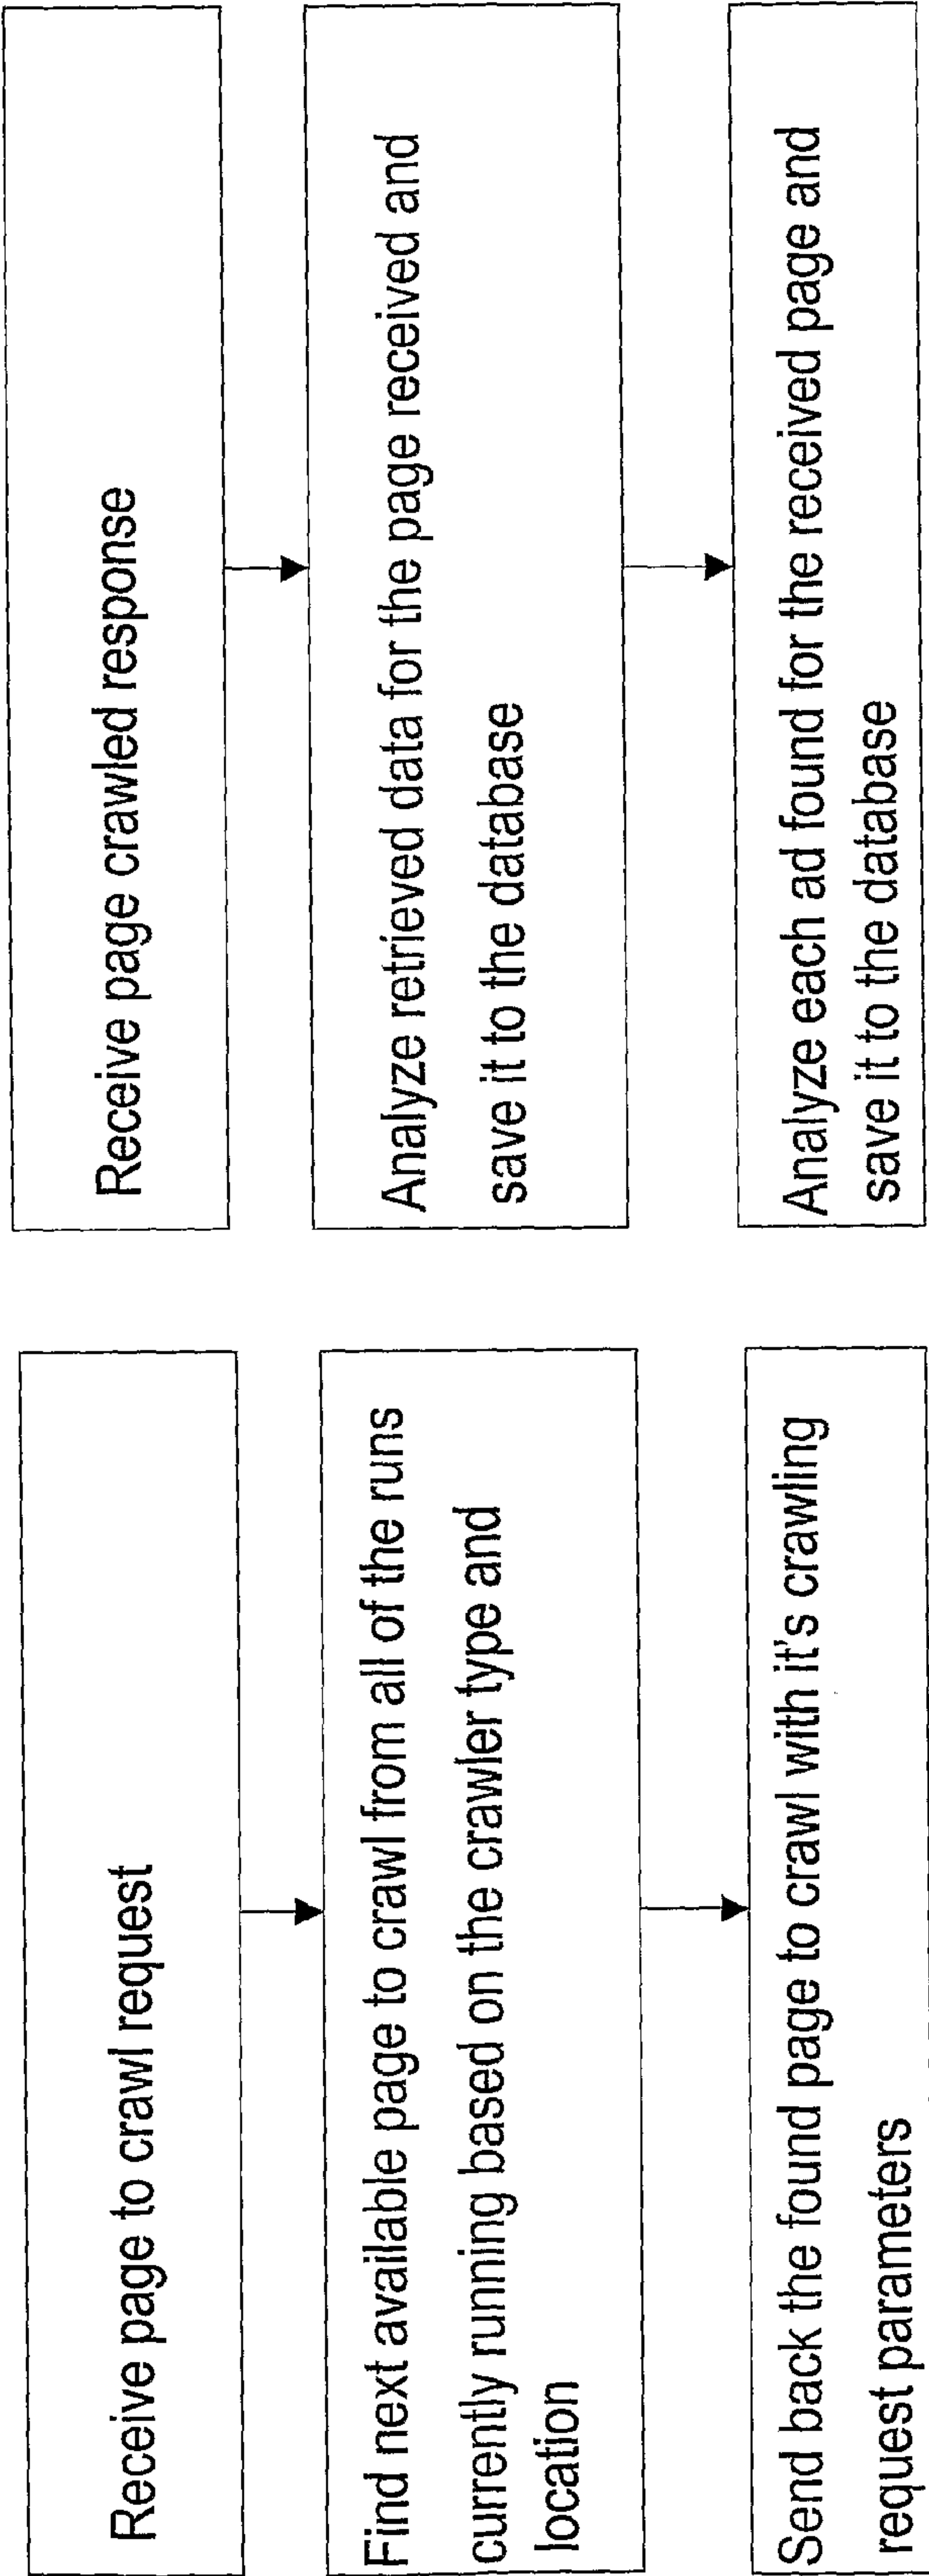 Receive page to crawl request
Find next available page to crawl from all of the runs
currently running based on the crawler type and
location
Send back the found page to crawl with it's crawling
request parameters
Receive page crawled response
Analyze retrieved data for the page received and
save it to the database
Analyze each ad found for the received page and
save it to the database